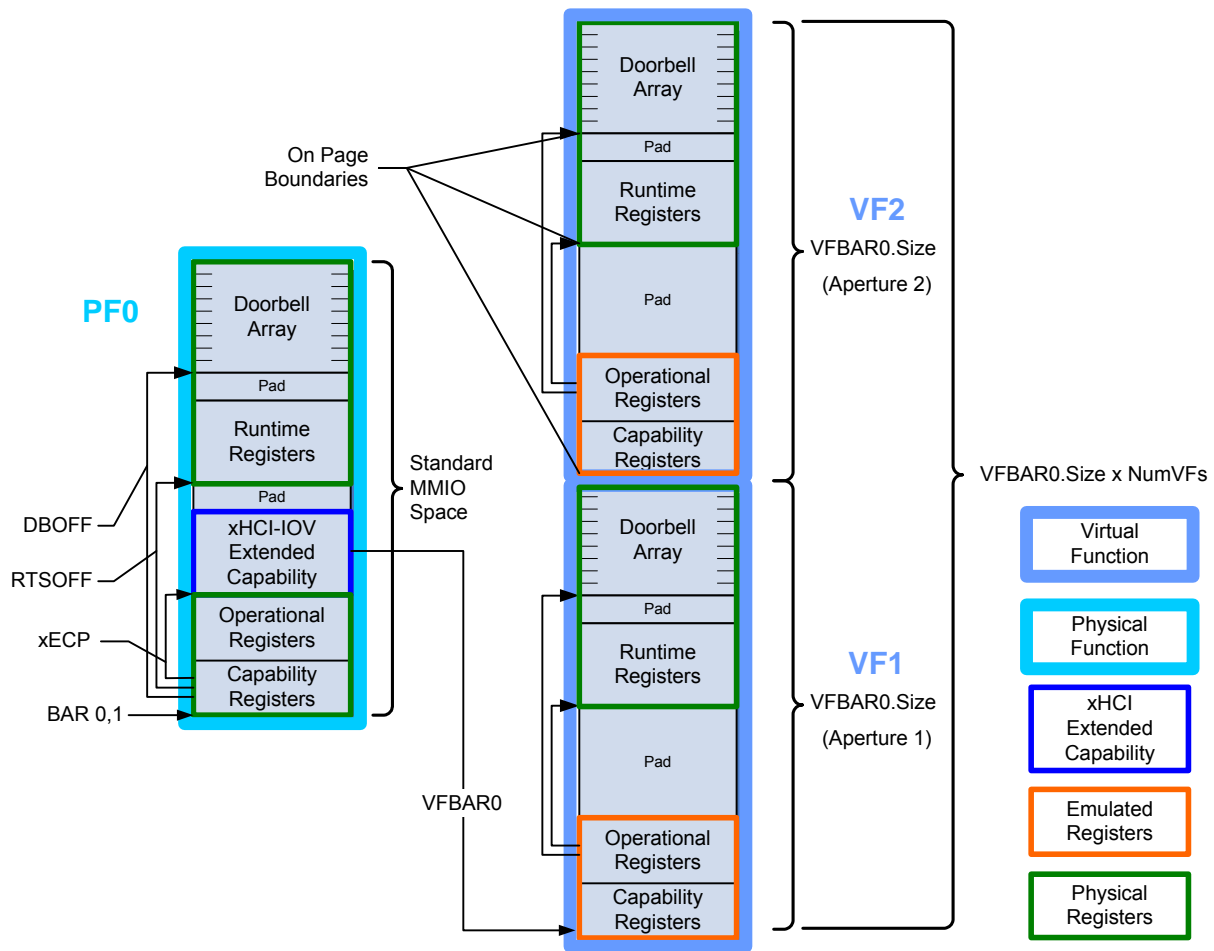 PF0
Doorbell
Array
Pad
Runtime
Registers
Pad
xHCI-IOV
Extended
Capability
Operational
Registers
Capability
Registers
DBOFF
RTSOFF
xECP
BAR 0,1
Standard
MMIO
Space
VFBAR0
On Page
Boundaries
Doorbell
Array
Pad
Runtime
Registers
Pad
Operational
Registers
Capability
Registers
VF2
VFBAR0.Size
(Aperture 2)
Doorbell
Array
Pad
Runtime
Registers
Pad
Operational
Registers
Capability
Registers
VF1
VFBAR0.Size
(Aperture 1)
VFBAR0.Size x NumVFs
Virtual
Function
Physical
Function
xHCI
Extended
Capability
Emulated
Registers
Physical
Registers